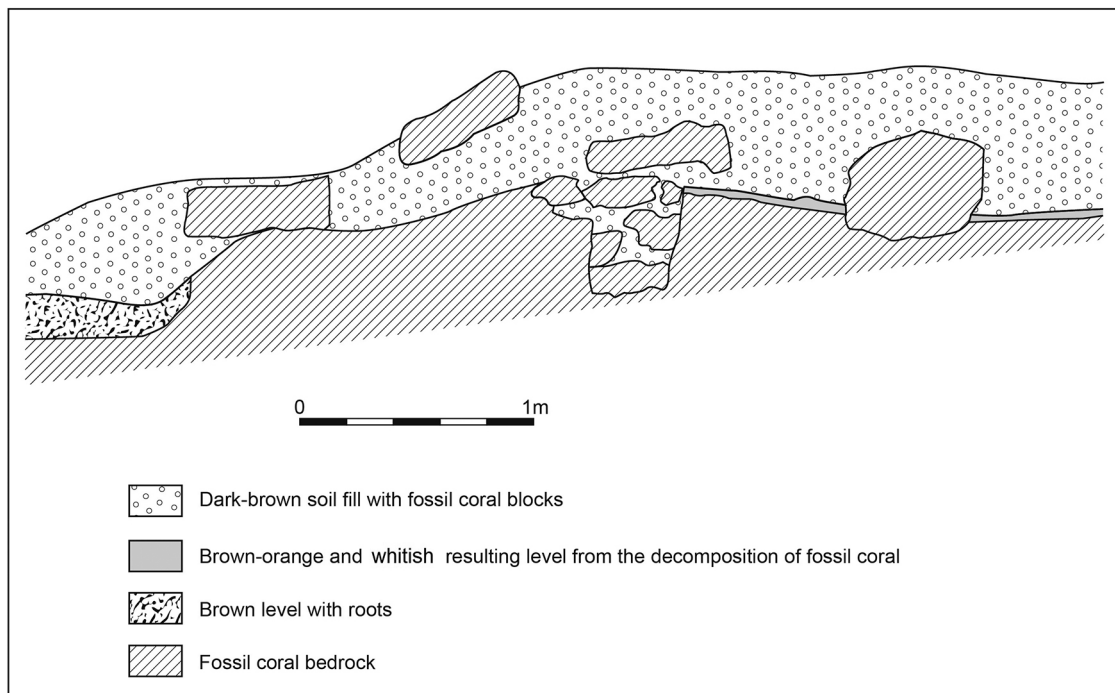 0 1m
Dark-brown soil fill with fossil coral blocks
Brown-orange and whitish resulting level from the decomposition of fossil coral
Brown level with roots
Fossil coral bedrock